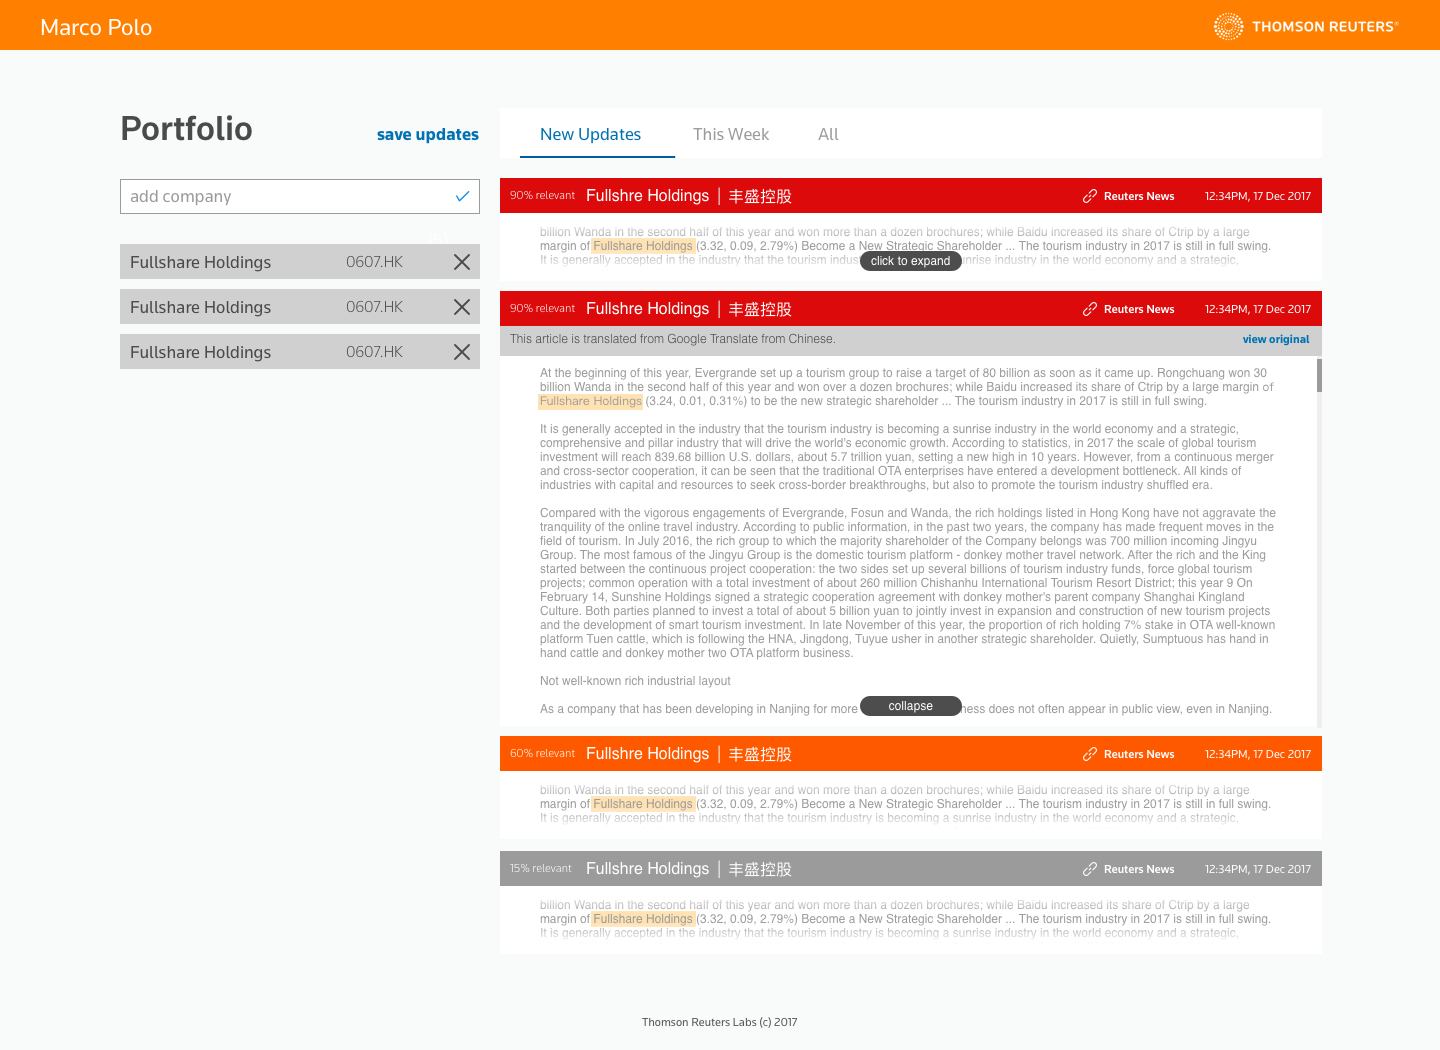 Marco Polo
THOMSON REUTERS®
Portfolio
save updates
add company
Fullshare Holdings 0607.HK
Fullshare Holdings 0607.HK
Fullshare Holdings 0607.HK
New Updates This Week All
90% relevant Fullshre Holdings | 丰盛控股 Reuters News 12:34PM, 17 Dec 2017
billion Wanda in the second half of this year and won more than a dozen brochures; while Baidu increased its share of Ctrip by a large
margin of Fullshare Holdings (3.32, 0.09, 2.79%) Become a New Strategic Shareholder ... The tourism industry in 2017 is still in full swing.
It is generally accepted in the industry that the tourism indus nrise industry in the world economy and a strategic,
click to expand
90% relevant Fullshre Holdings | 丰盛控股 Reuters News 12:34PM, 17 Dec 2017
This article is translated from Google Translate from Chinese. view original
At the beginning of this year, Evergrande set up a tourism group to raise a target of 80 billion as soon as it came up. Rongchuang won 30
billion Wanda in the second half of this year and won over a dozen brochures; while Baidu increased its share of Ctrip by a large margin of
Fullshare Holdings (3.24, 0.01, 0.31%) to be the new strategic shareholder ... The tourism industry in 2017 is still in full swing.
It is generally accepted in the industry that the tourism industry is becoming a sunrise industry in the world economy and a strategic,
comprehensive and pillar industry that will drive the world's economic growth. According to statistics, in 2017 the scale of global tourism
investment will reach 839.68 billion U.S. dollars, about 5.7 trillion yuan, setting a new high in 10 years. However, from a continuous merger
and cross-sector cooperation, it can be seen that the traditional OTA enterprises have entered a development bottleneck. All kinds of
industries with capital and resources to seek cross-border breakthroughs, but also to promote the tourism industry shuffled era.
Compared with the vigorous engagements of Evergrande, Fosun and Wanda, the rich holdings listed in Hong Kong have not aggravate the
tranquility of the online travel industry. According to public information, in the past two years, the company has made frequent moves in the
field of tourism. In July 2016, the rich group to which the majority shareholder of the Company belongs was 700 million incoming Jingyu
Group. The most famous of the Jingyu Group is the domestic tourism platform - donkey mother travel network. After the rich and the King
started between the continuous project cooperation: the two sides set up several billions of tourism industry funds, force global tourism
projects; common operation with a total investment of about 260 million Chishanhu International Tourism Resort District; this year 9 On
February 14, Sunshine Holdings signed a strategic cooperation agreement with donkey mother's parent company Shanghai Kingland
Culture. Both parties planned to invest a total of about 5 billion yuan to jointly invest in expansion and construction of new tourism projects
and the development of smart tourism investment. In late November of this year, the proportion of rich holding 7% stake in OTA well-known
platform Tuen cattle, which is following the HNA, Jingdong, Tuyue usher in another strategic shareholder. Quietly, Sumptuous has hand in
hand cattle and donkey mother two OTA platform business.
Not well-known rich industrial layout
As a company that has been developing in Nanjing for more ness does not often appear in public view, even in Nanjing.
collapse
60% relevant Fullshre Holdings | 丰盛控股 Reuters News 12:34PM, 17 Dec 2017
billion Wanda in the second half of this year and won more than a dozen brochures; while Baidu increased its share of Ctrip by a large
margin of Fullshare Holdings (3.32, 0.09, 2.79%) Become a New Strategic Shareholder ... The tourism industry in 2017 is still in full swing.
It is generally accepted in the industry that the tourism industry is becoming a sunrise industry in the world economy and a strategic,
15% relevant Fullshre Holdings | 丰盛控股 Reuters News 12:34PM, 17 Dec 2017
billion Wanda in the second half of this year and won more than a dozen brochures; while Baidu increased its share of Ctrip by a large
margin of Fullshare Holdings (3.32, 0.09, 2.79%) Become a New Strategic Shareholder ... The tourism industry in 2017 is still in full swing.
It is generally accepted in the industry that the tourism industry is becoming a sunrise industry in the world economy and a strategic,
Thomson Reuters Labs (c) 2017